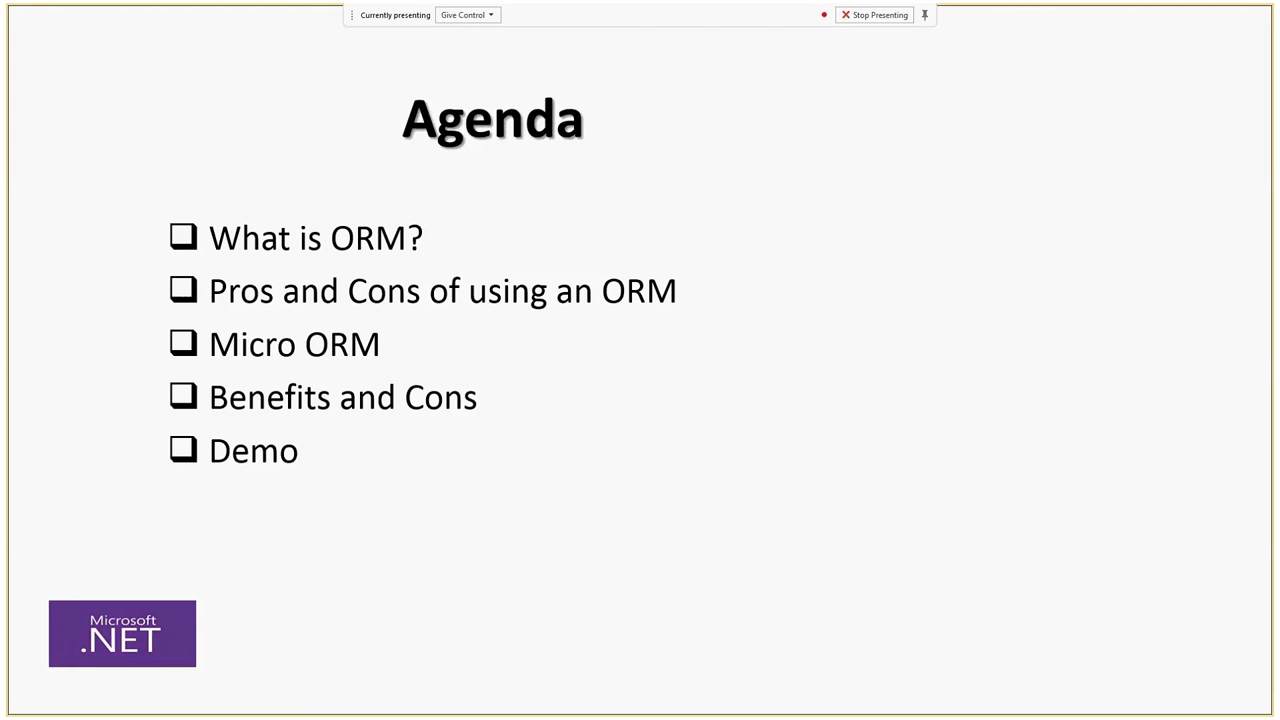 Currently presenting Give Control Stop Presenting
Agenda
What is ORM?
Pros and Cons of using an ORM
Micro ORM
Benefits and Cons
Demo
Microsoft
.NET